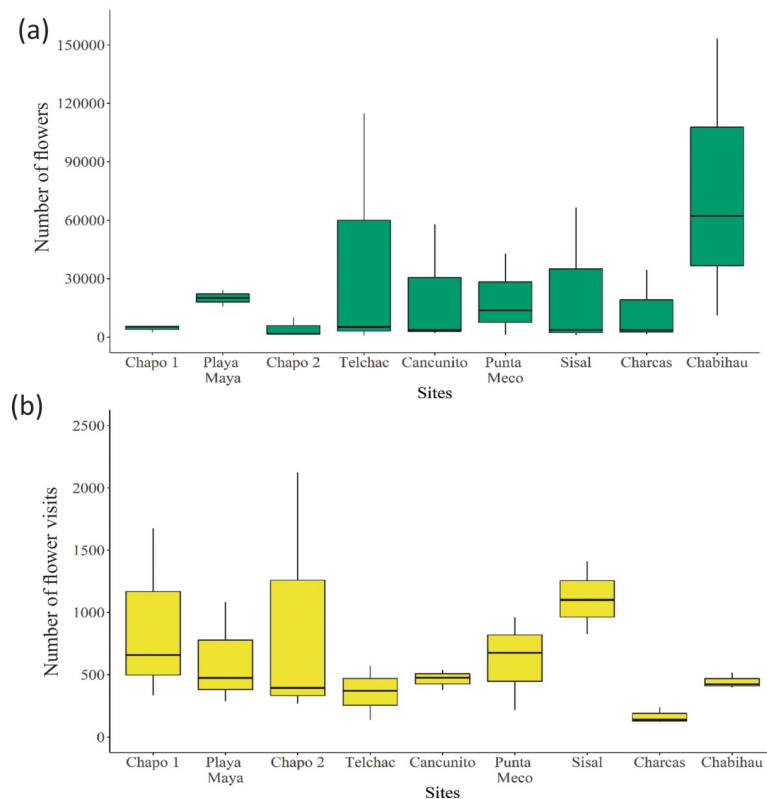 (a)
Number of flowers
150000
120000
90000
60000
30000
0
Chapo 1 Playa Maya Chapo 2 Telchac Cancunito Punta Meco Sisal Charcas Chabihau
Sites
(b)
Number of flower visits
2500
2000
1500
1000
500
0
Chapo 1 Playa Maya Chapo 2 Telchac Cancunito Punta Meco Sisal Charcas Chabihau
Sites